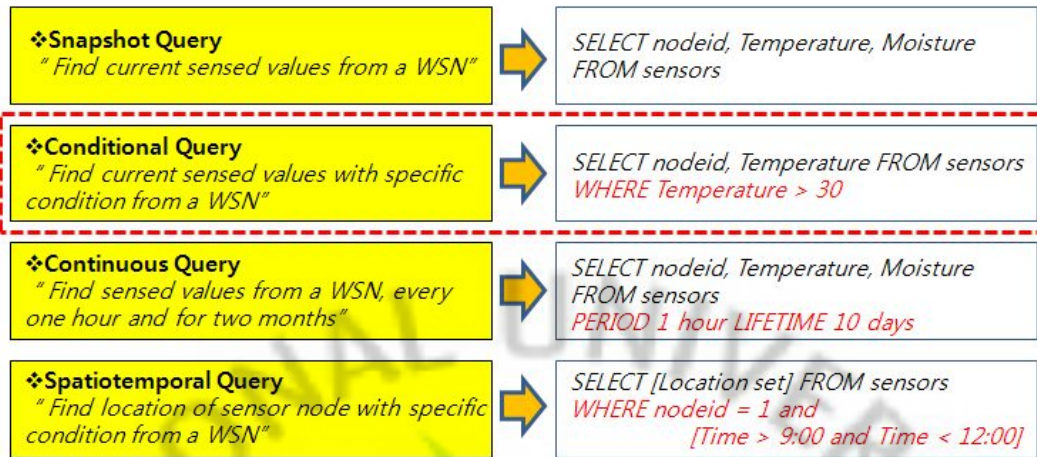 ❖Snapshot Query
" Find current sensed values from a WSN"
SELECT nodeid, Temperature, Moisture
FROM sensors
❖Conditional Query
" Find current sensed values with specific
condition from a WSN"
SELECT nodeid, Temperature FROM sensors
WHERE Temperature > 30
❖Continuous Query
" Find sensed values from a WSN, every
one hour and for two months"
SELECT nodeid, Temperature, Moisture
FROM sensors
PERIOD 1 hour LIFETIME 10 days
❖Spatiotemporal Query
" Find location of sensor node with specific
condition from a WSN"
SELECT [Location set] FROM sensors
WHERE nodeid = 1 and
[Time > 9:00 and Time < 12:00]